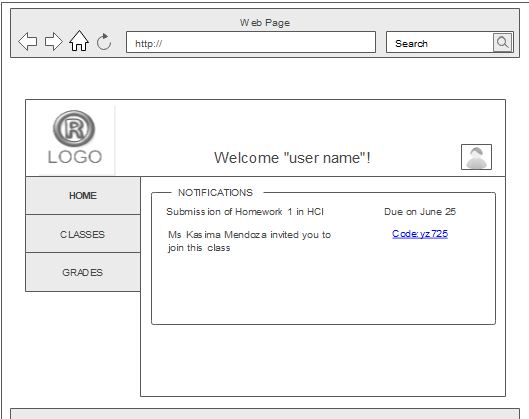 Web Page
http://
Search
R
LOGO
Welcome "user name"!
HOME
CLASSES
GRADES
NOTIFICATIONS
Submission of Homework 1 in HCI
Due on June 25
Ms Kasima Mendoza invited you to
join this class
Code:yz725